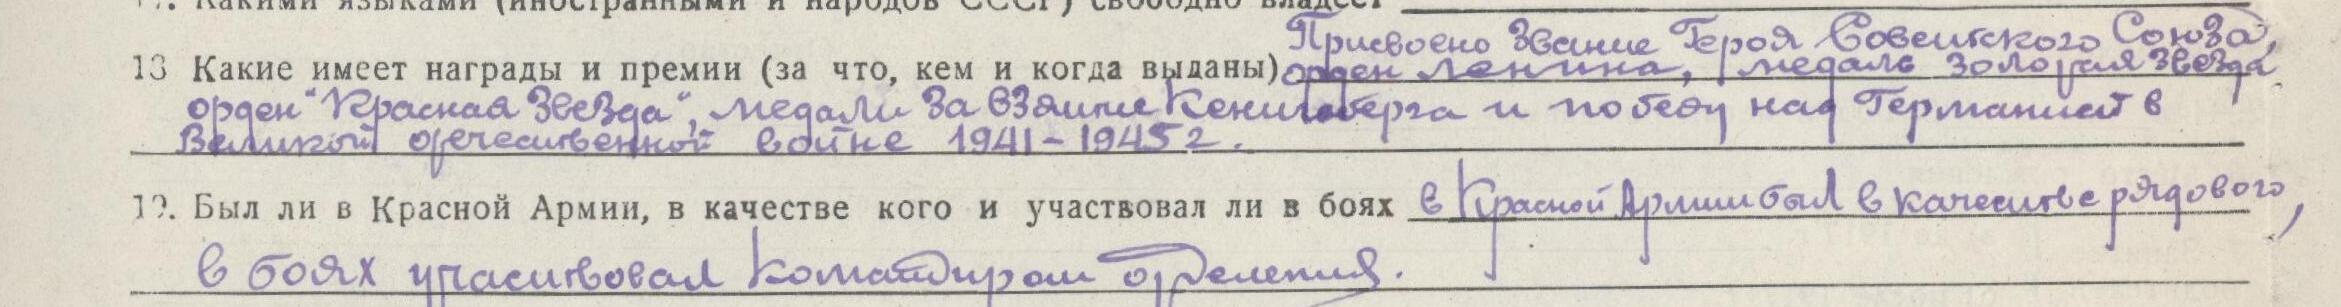 Какими языками (иностранными и народов СССР) свободно владеет
13 Какие имеет награды и премии (за что, кем и когда выданы) Присвоено Звание Героя Советского Союза,
орден Ленина, медаль Золотая Звезда
орден "Красная Звезда", медали За взятие Кенигсберга и победу над Германией в
Великой отечественной войне 1941-1945 г.
19. Был ли в Красной Армии, в качестве кого и участвовал ли в боях в Красной Армии был в качестве рядового,
в боях участвовал командиром отделения.